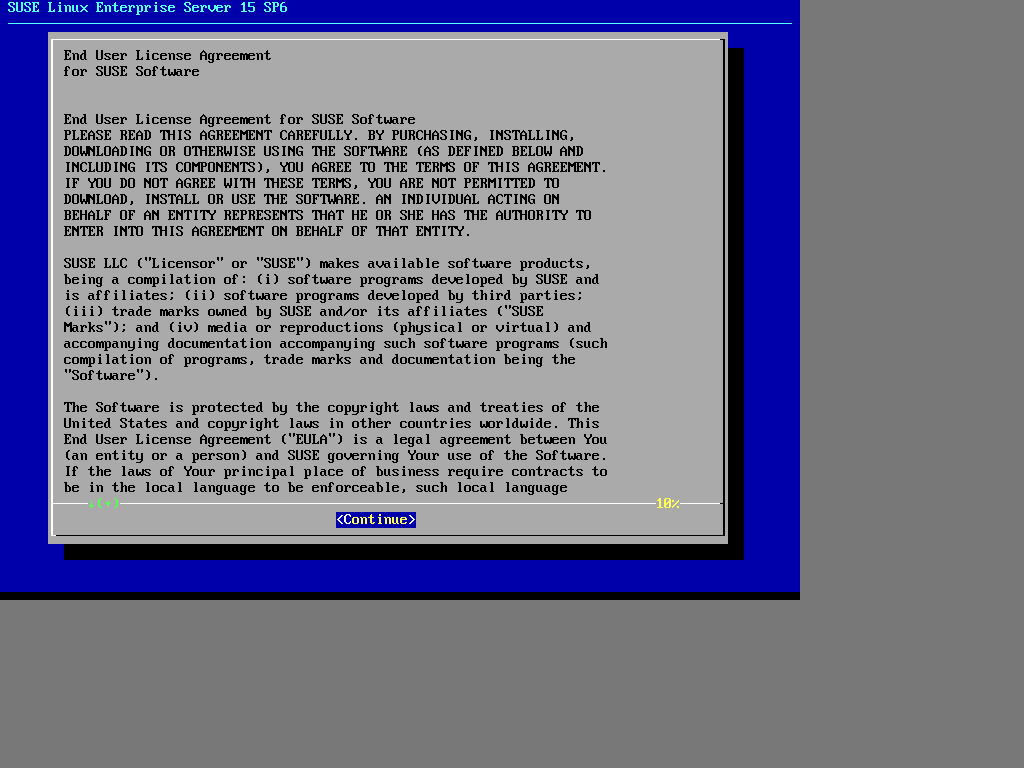 SUSE Linux Enterprise Server 15 SP6
End User License Agreement
for SUSE Software
End User License Agreement for SUSE Software
PLEASE READ THIS AGREEMENT CAREFULLY. BY PURCHASING, INSTALLING,
DOWNLOADING OR OTHERWISE USING THE SOFTWARE (AS DEFINED BELOW AND
INCLUDING ITS COMPONENTS), YOU AGREE TO THE TERMS OF THIS AGREEMENT.
IF YOU DO NOT AGREE WITH THESE TERMS, YOU ARE NOT PERMITTED TO
DOWNLOAD, INSTALL OR USE THE SOFTWARE. AN INDIVIDUAL ACTING ON
BEHALF OF AN ENTITY REPRESENTS THAT HE OR SHE HAS THE AUTHORITY TO
ENTER INTO THIS AGREEMENT ON BEHALF OF THAT ENTITY.
SUSE LLC ("Licensor" or "SUSE") makes available software products,
being a compilation of: (i) software programs developed by SUSE and
is affiliates; (ii) software programs developed by third parties;
(iii) trade marks owned by SUSE and/or its affiliates ("SUSE
Marks"); and (iv) media or reproductions (physical or virtual) and
accompanying documentation accompanying such software programs (such
compilation of programs, trade marks and documentation being the
"Software").
The Software is protected by the copyright laws and treaties of the
United States and copyright laws in other countries worldwide. This
End User License Agreement ("EULA") is a legal agreement between You
(an entity or a person) and SUSE governing Your use of the Software.
If the laws of Your principal place of business require contracts to
be in the local language to be enforceable, such local language
10%
<Continue>